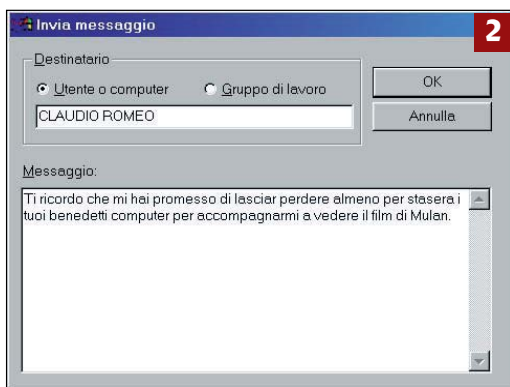 Invia messaggio
2
Destinatario
Utente o computer
Gruppo di lavoro
CLAUDIO ROMEO
OK
Annulla
Messaggio:
Ti ricordo che mi hai promesso di lasciar perdere almeno per stasera i
tuoi benedetti computer per accompagnarmi a vedere il film di Mulan.